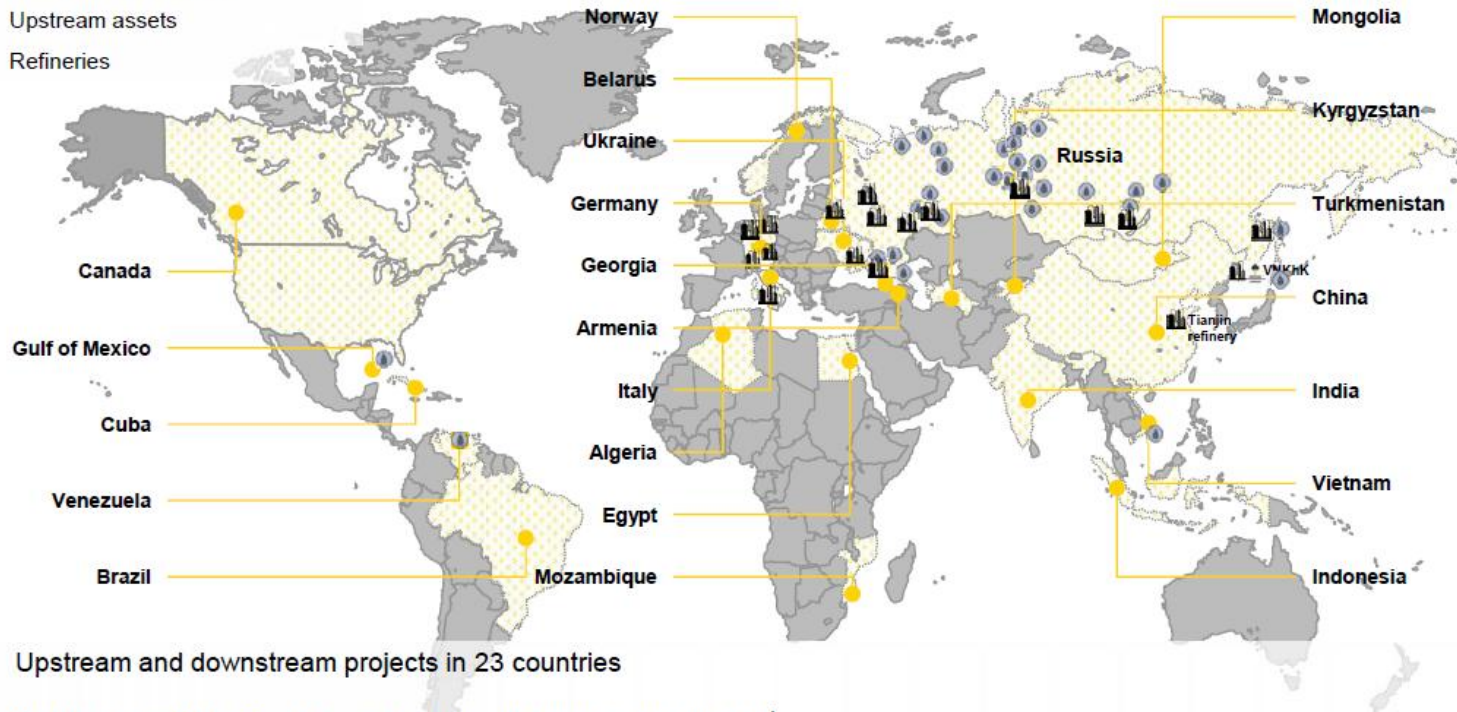 Upstream assets
Refineries
Canada
Gulf of Mexico
Cuba
Venezuela
Brazil
Norway
Belarus
Ukraine
Germany
Georgia
Armenia
Italy
Algeria
Egypt
Mozambique
Russia
VNKhK
Tianjin
refinery
Mongolia
Kyrgyzstan
Turkmenistan
China
India
Vietnam
Indonesia
Upstream and downstream projects in 23 countries